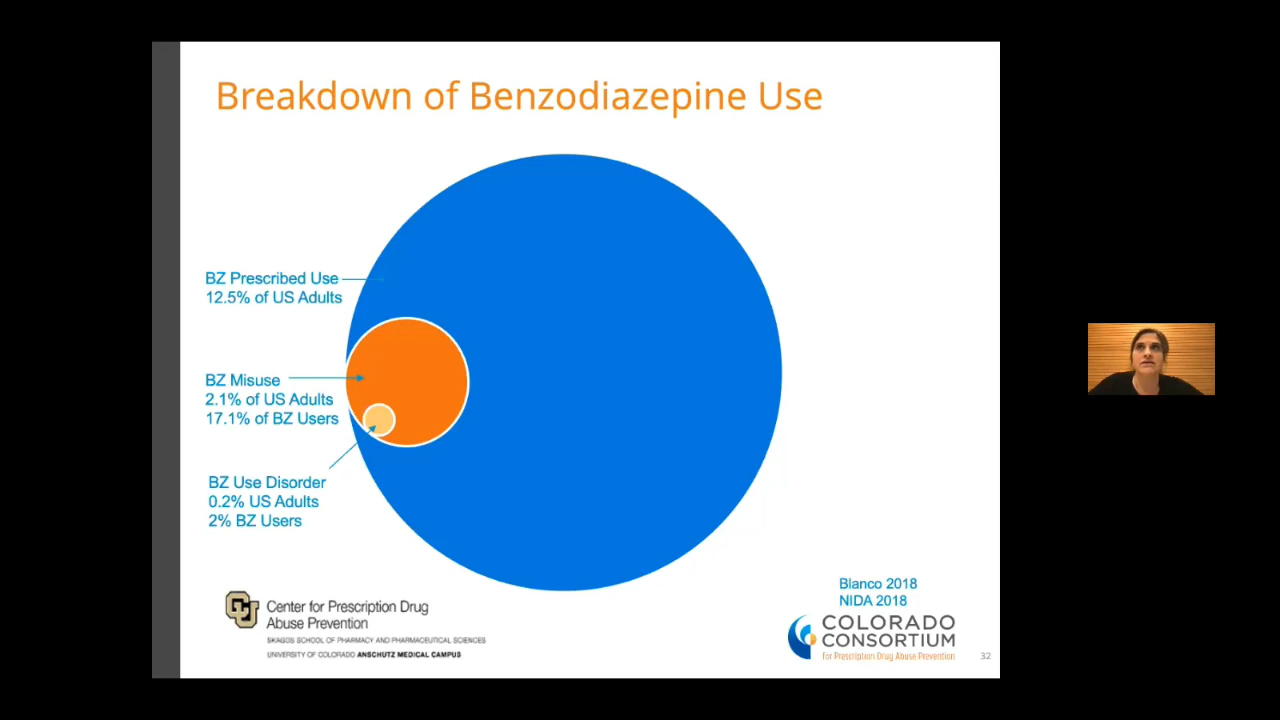 Breakdown of Benzodiazepine Use
BZ Prescribed Use
12.5% of US Adults
BZ Misuse
2.1% of US Adults
17.1% of BZ Users
BZ Use Disorder
0.2% US Adults
2% BZ Users
Blanco 2018
NIDA 2018
CU
Center for Prescription Drug
Abuse Prevention
SKAGGS SCHOOL OF PHARMACY AND PHARMACEUTICAL SCIENCES
UNIVERSITY OF COLORADO ANSCHUTZ MEDICAL CAMPUS
COLORADO
CONSORTIUM
for Prescription Drug Abuse Prevention
32